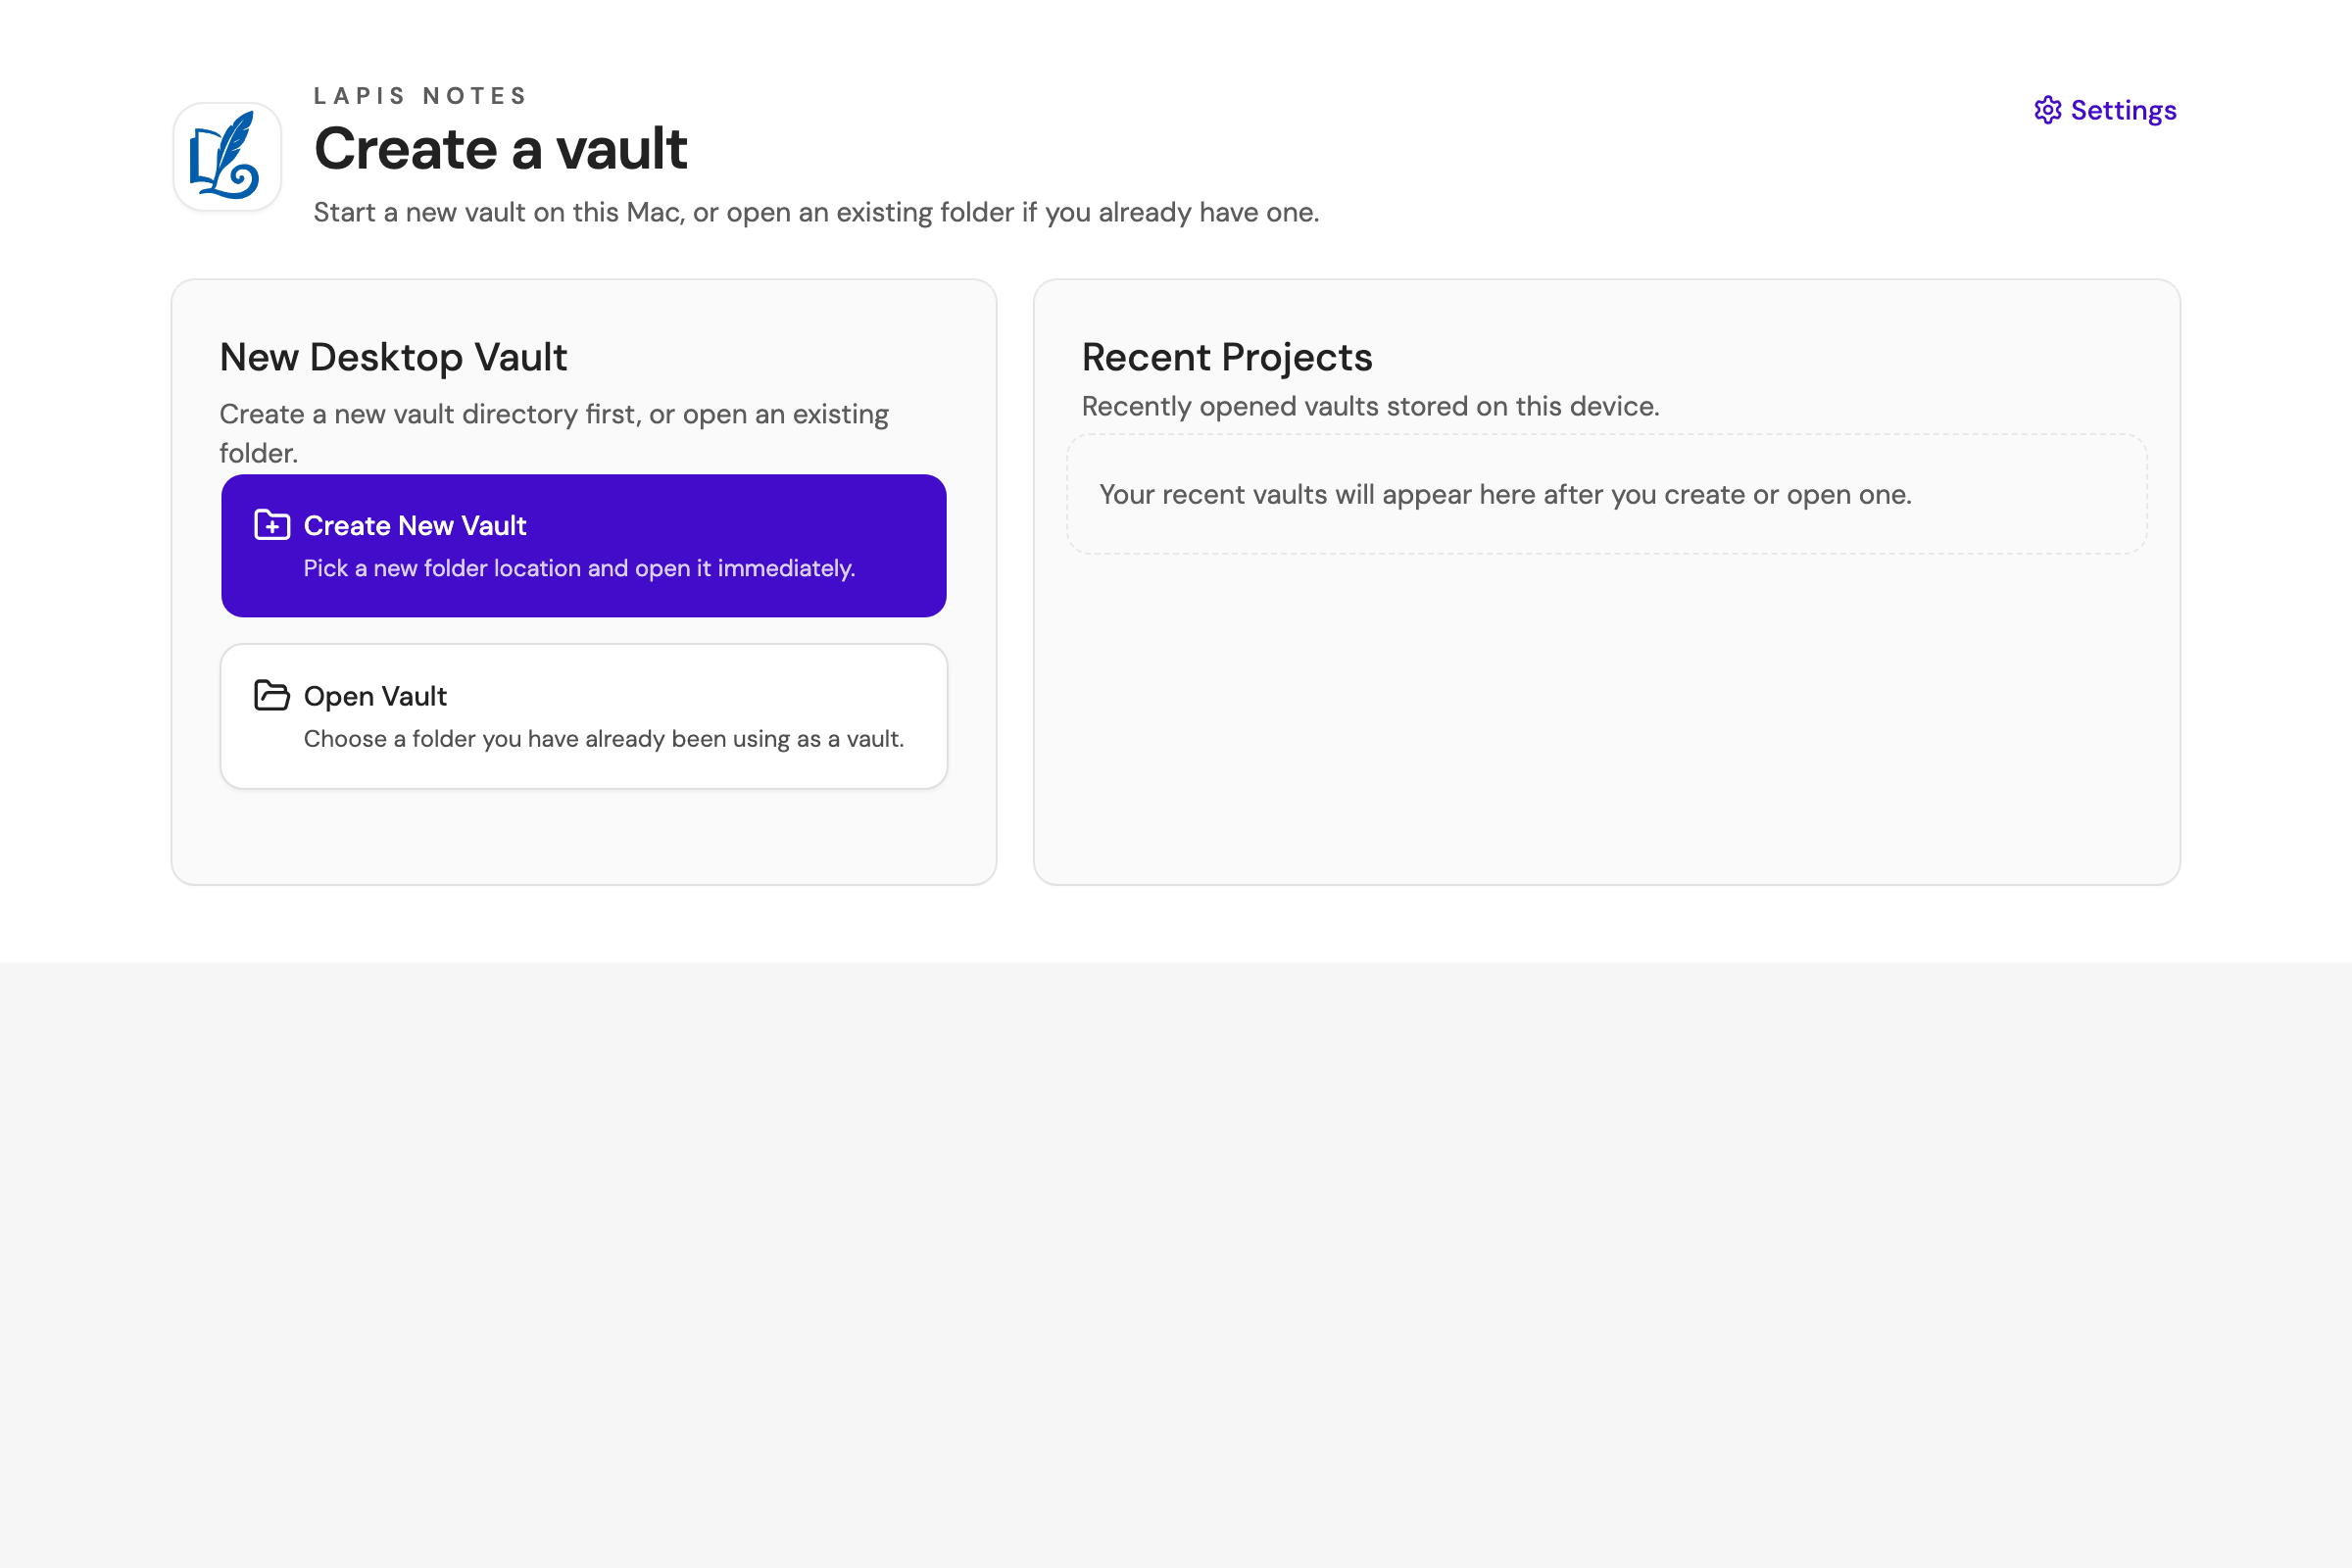 LAPIS NOTES
Create a vault
Start a new vault on this Mac, or open an existing folder if you already have one.
Settings
New Desktop Vault
Create a new vault directory first, or open an existing
folder.
Create New Vault
Pick a new folder location and open it immediately.
Open Vault
Choose a folder you have already been using as a vault.
Recent Projects
Recently opened vaults stored on this device.
Your recent vaults will appear here after you create or open one.